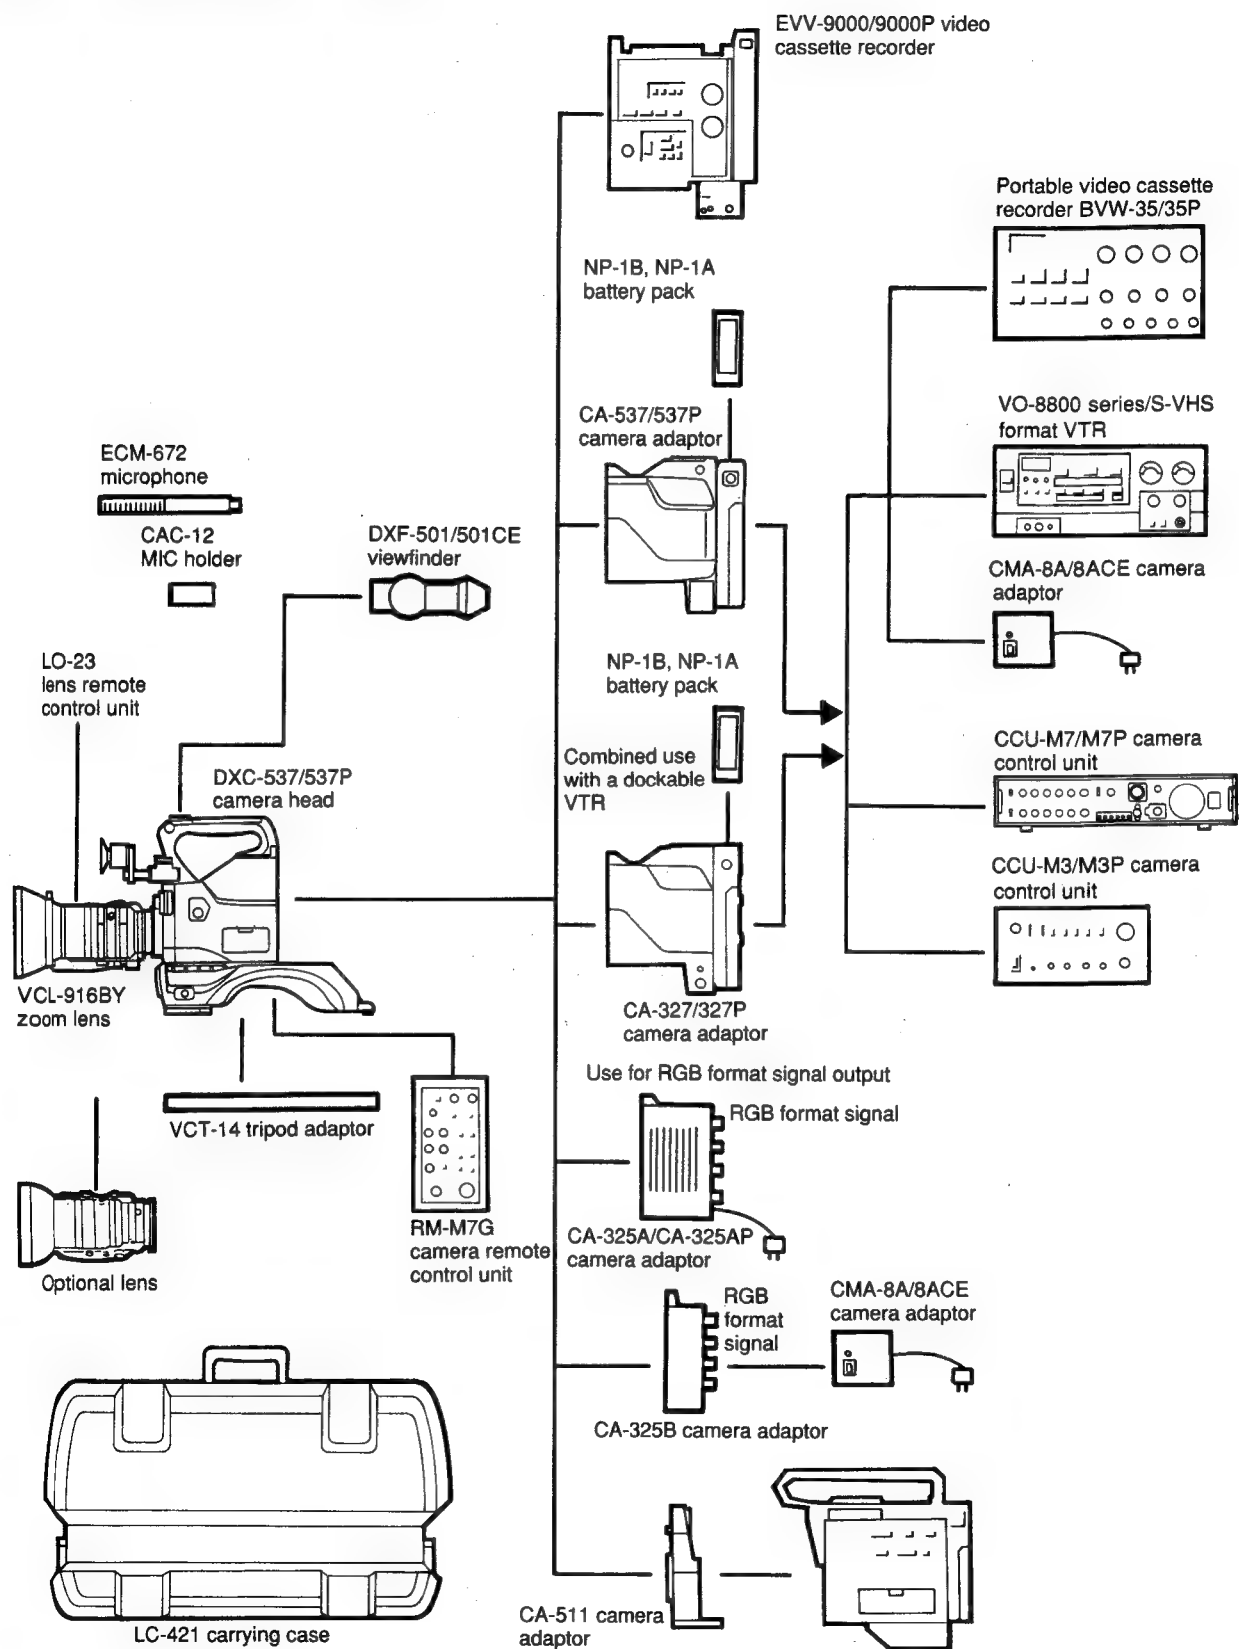 EVV-9000/9000P video
cassette recorder
Portable video cassette
recorder BVW-35/35P
NP-1B, NP-1A
battery pack
CA-537/537P
camera adaptor
VO-8800 series/S-VHS
format VTR
ECM-672
microphone
CAC-12
MIC holder
DXF-501/501CE
viewfinder
CMA-8A/8ACE camera
adaptor
LO-23
lens remote
control unit
NP-1B, NP-1A
battery pack
DXC-537/537P
camera head
Combined use
with a dockable
VTR
CCU-M7/M7P camera
control unit
CCU-M3/M3P camera
control unit
VCL-916BY
zoom lens
CA-327/327P
camera adaptor
Use for RGB format signal output
RGB format signal
VCT-14 tripod adaptor
RM-M7G
camera remote
control unit
CA-325A/CA-325AP
camera adaptor
Optional lens
RGB
format
signal
CMA-8A/8ACE
camera adaptor
CA-325B camera adaptor
CA-511 camera
adaptor
LC-421 carrying case